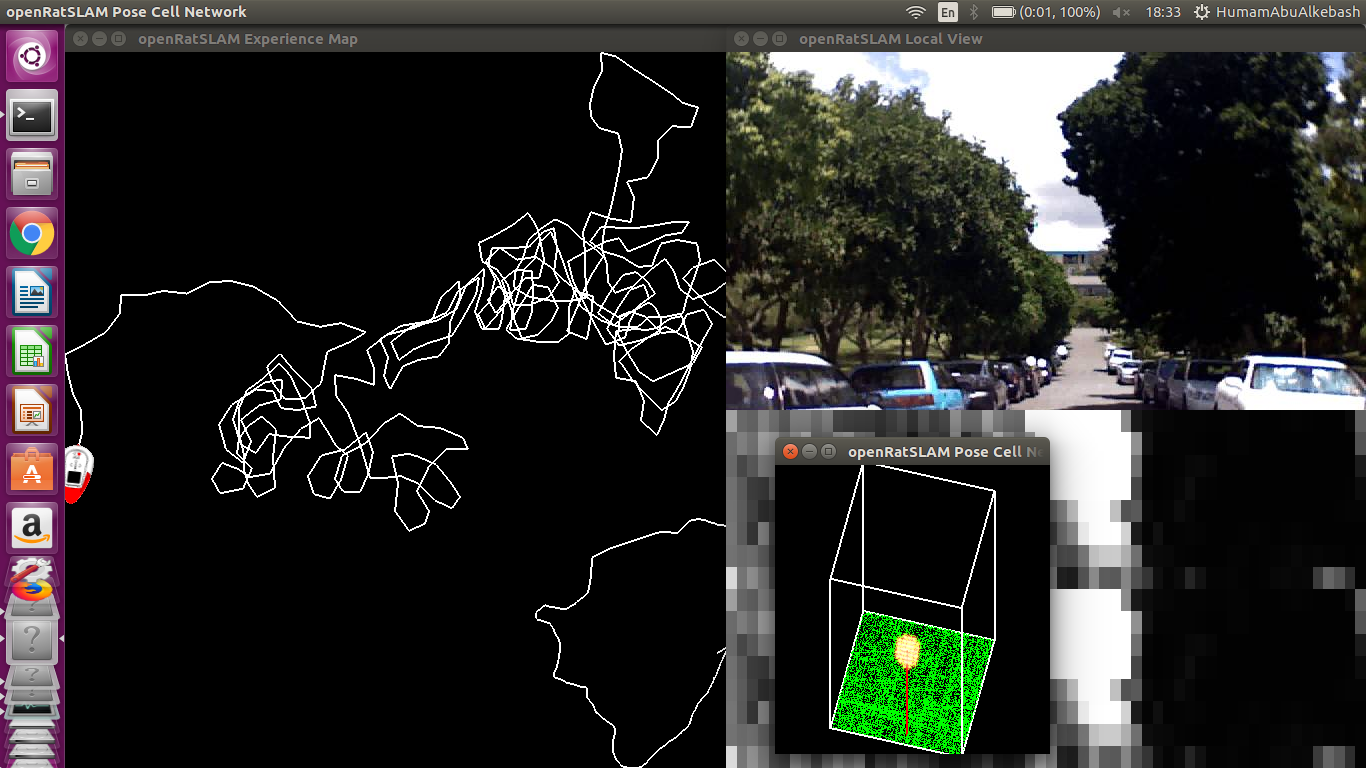 openRatSLAM Pose Cell Network
En
(0:01, 100%)
18:33
HumamAbuAlkebash
openRatSLAM Experience Map
openRatSLAM Local View
openRatSLAM Pose Cell Ne
>_
A
a
?
?
?
?